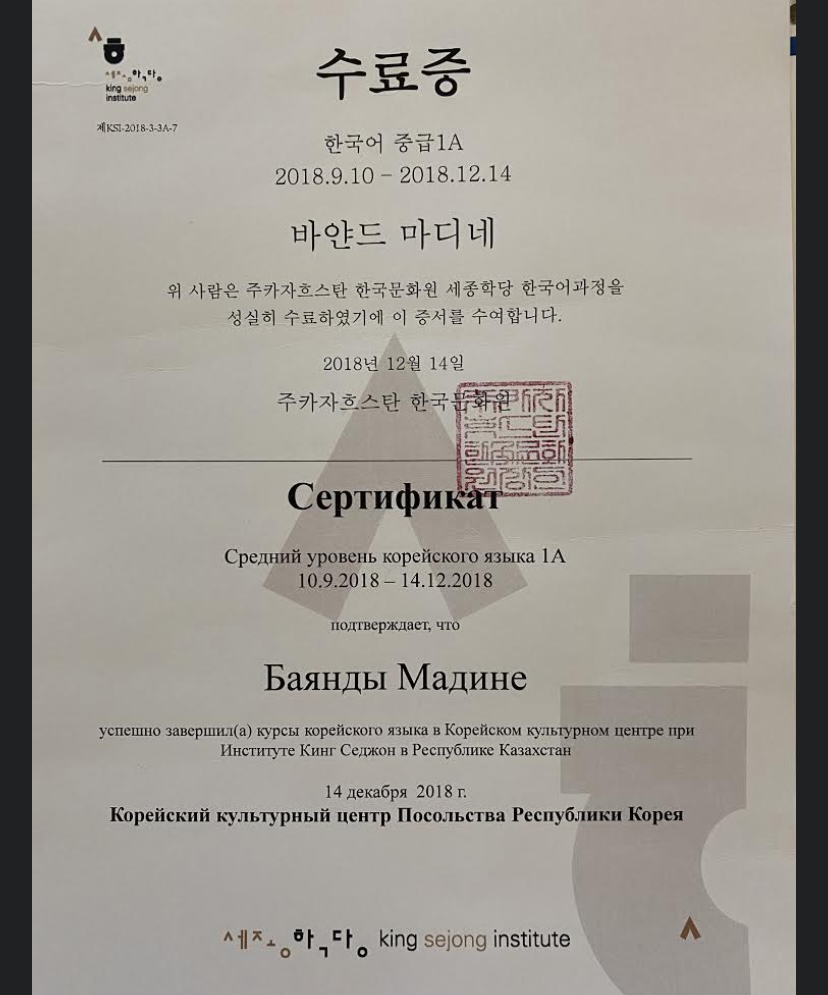 세종학당
king sejong
institute
제KSI-2018-3-3A-7
수료증
한국어 중급1A
2018.9.10 – 2018.12.14
바얀드 마디네
위 사람은 주카자흐스탄 한국문화원 세종학당 한국어과정을
성실히 수료하였기에 이 증서를 수여합니다.
2018년 12월 14일
주카자흐스탄 한국문화원
Сертификат
Средний уровень корейского языка 1А
10.9.2018 – 14.12.2018
подтверждает, что
Баянды Мадине
успешно завершил(а) курсы корейского языка в Корейском культурном центре при
Институте Кинг Седжон в Республике Казахстан
14 декабря 2018 г.
Корейский культурный центр Посольства Республики Корея
세종학당 king sejong institute